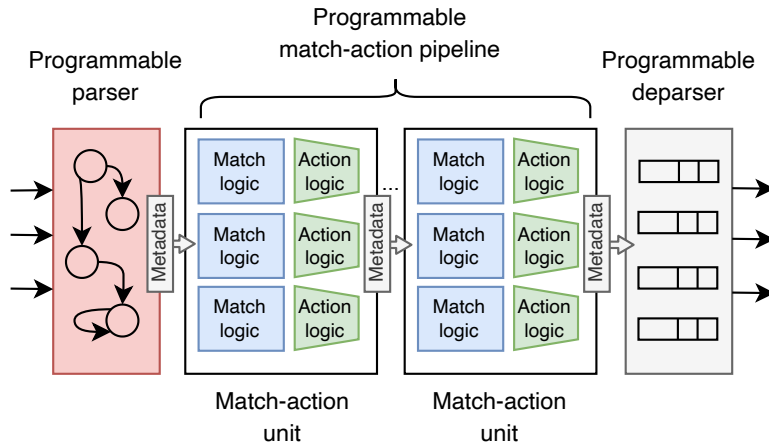 Programmable
match-action pipeline
Programmable
parser
Programmable
deparser
Metadata
Match
logic
Action
logic
Match
logic
Action
logic
Match
logic
Action
logic
...
Metadata
Match
logic
Action
logic
Match
logic
Action
logic
Match
logic
Action
logic
Metadata
Match-action
unit
Match-action
unit